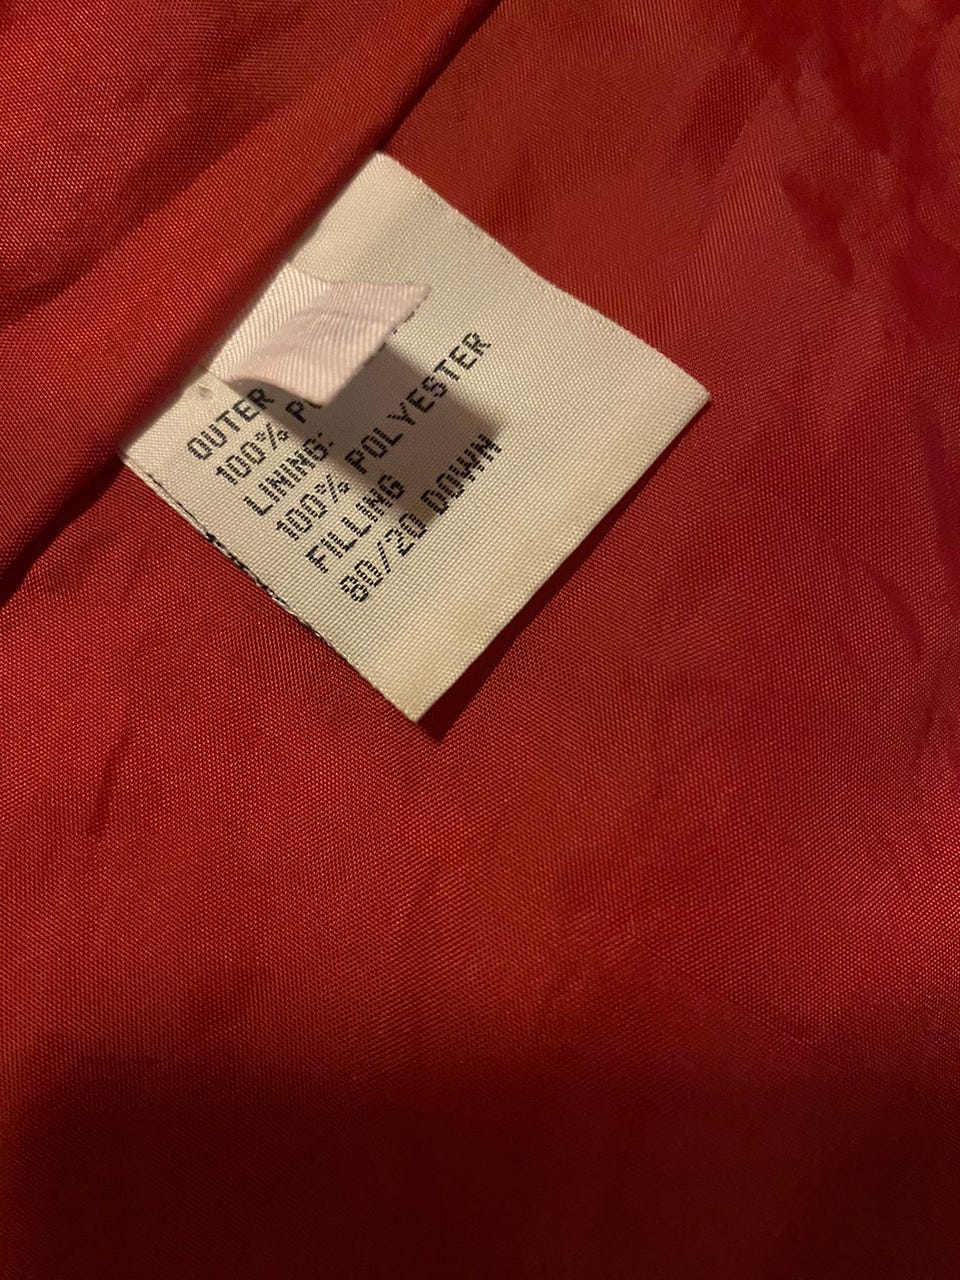 OUTER
100%
LINING:
100% POLYESTER
FILLING
80/20 DOWN